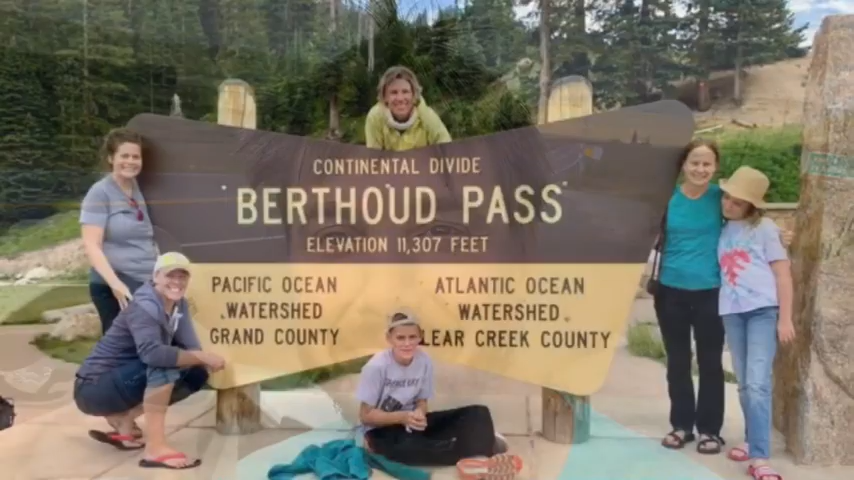 CONTINENTAL DIVIDE
"BERTHOUD PASS"
ELEVATION 11,307 FEET
PACIFIC OCEAN
WATERSHED
GRAND COUNTY
ATLANTIC OCEAN
WATERSHED
LEAR CREEK COUNTY